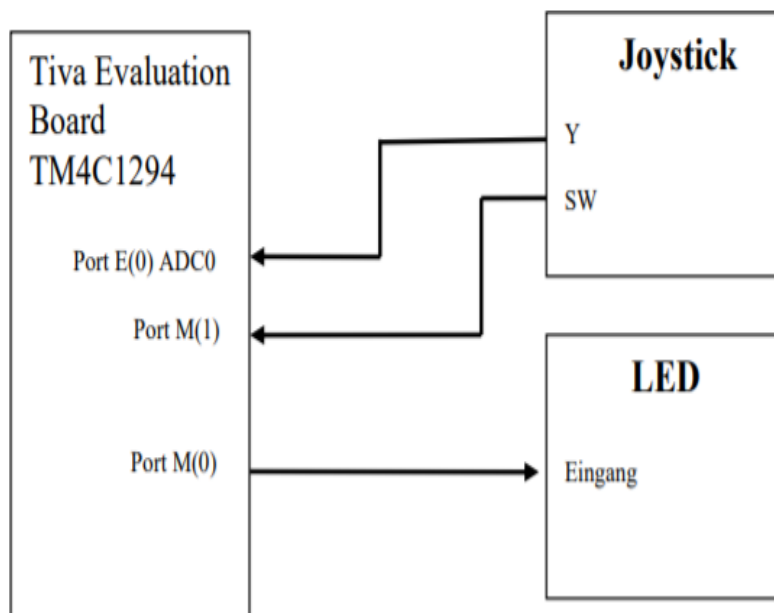 Tiva Evaluation
Board
TM4C1294
Port E(0) ADC0
Port M(1)
Port M(0)
Joystick
Y
SW
LED
Eingang